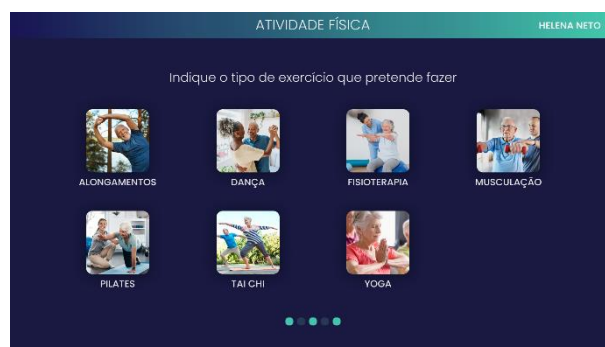 ATIVIDADE FÍSICA
HELENA NETO
Indique o tipo de exercício que pretende fazer
ALONGAMENTOS
DANÇA
FISIOTERAPIA
MUSCULAÇÃO
PILATES
TAI CHI
YOGA